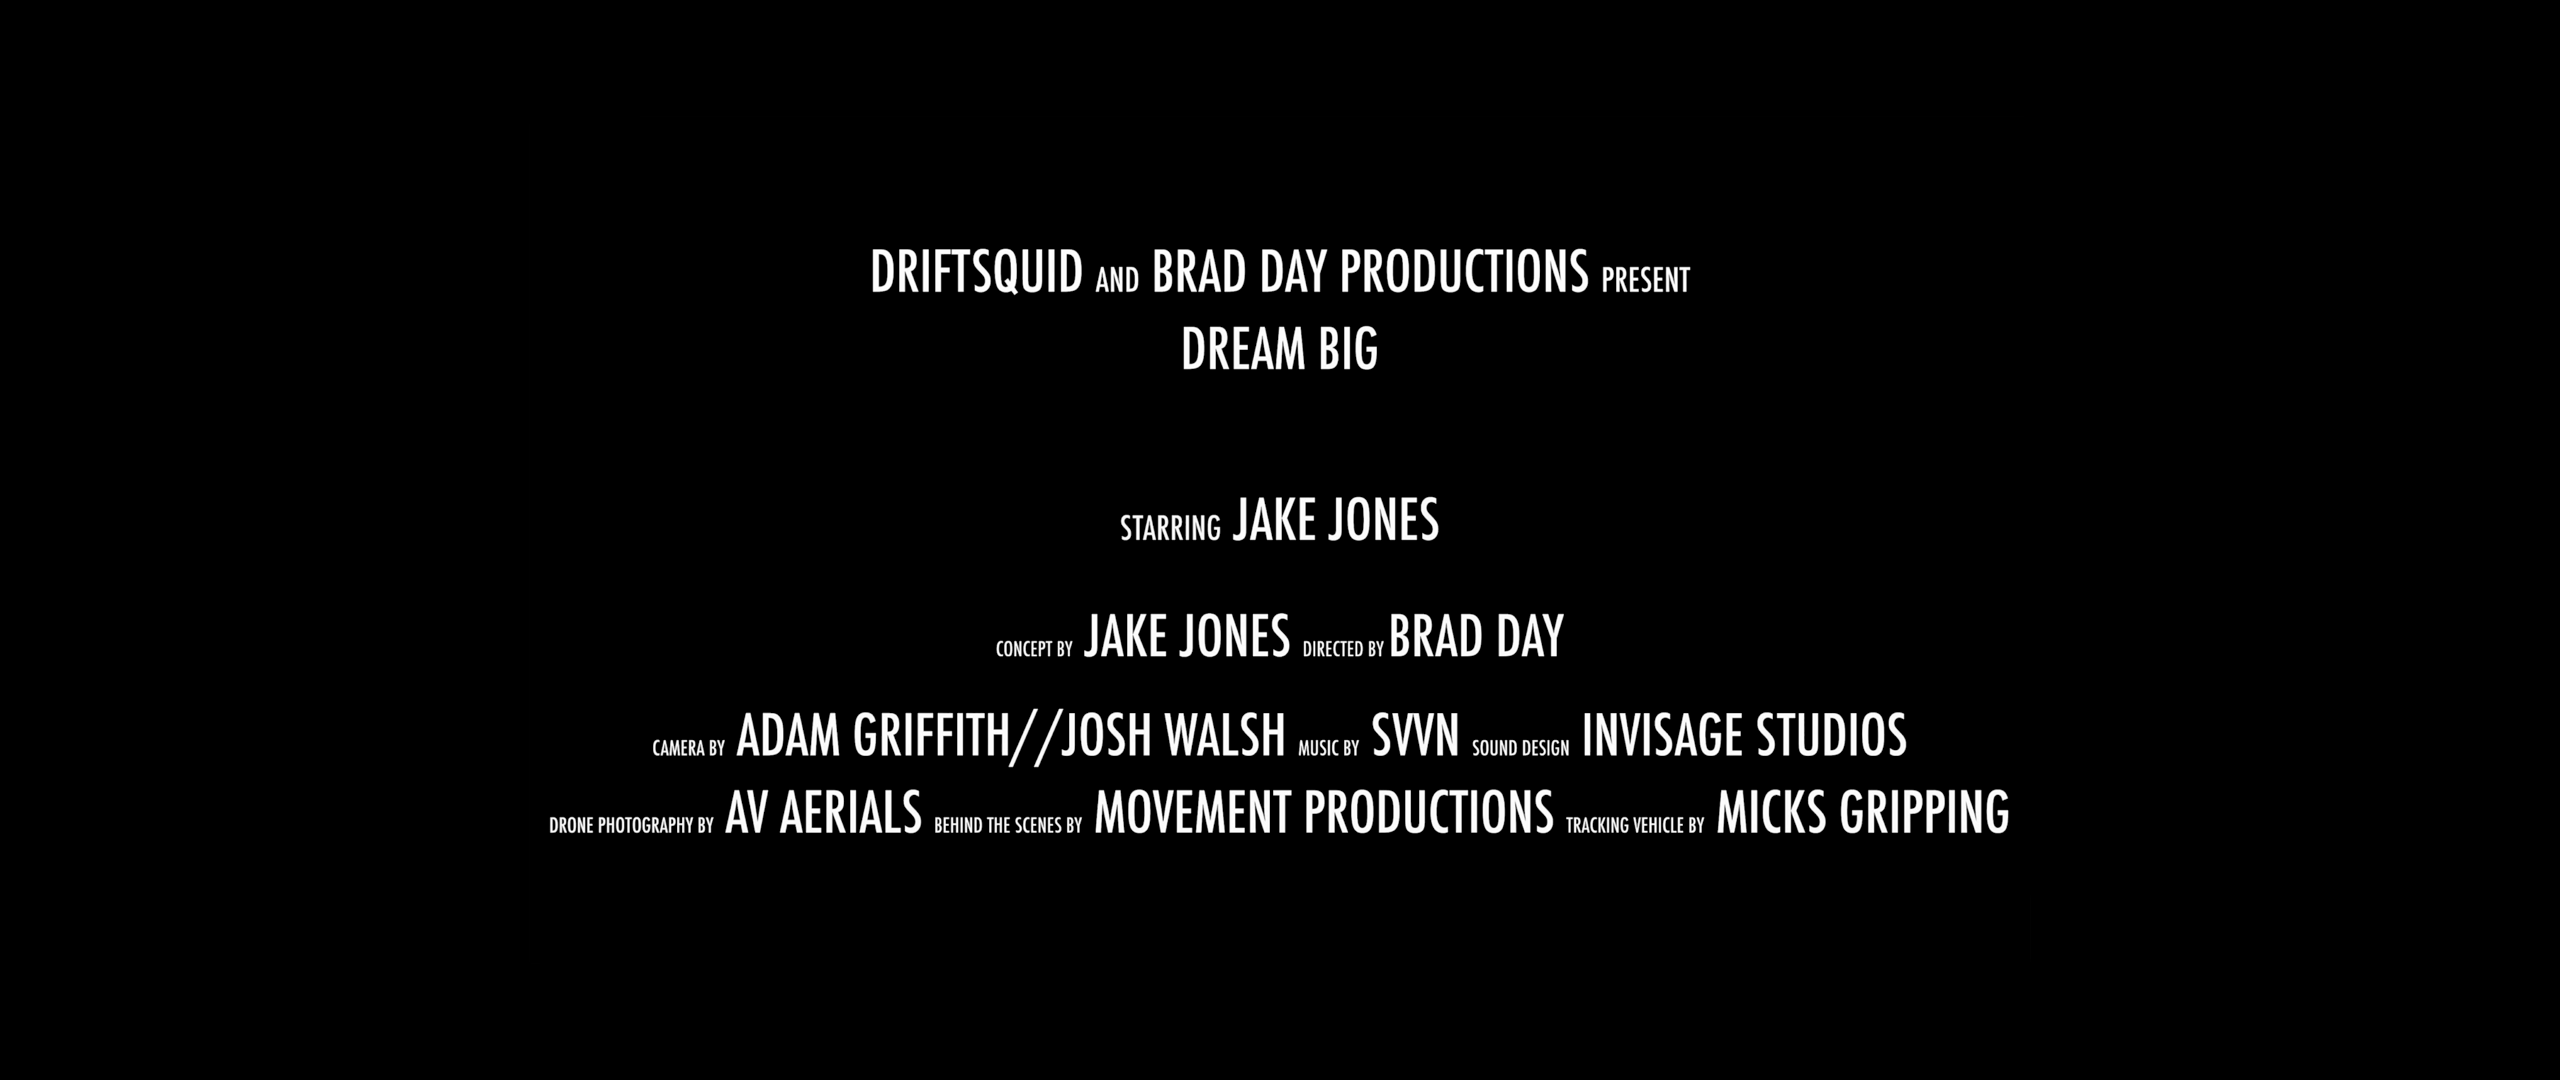 DRIFTSQUID AND BRAD DAY PRODUCTIONS PRESENT
DREAM BIG
STARRING JAKE JONES
CONCEPT BY JAKE JONES DIRECTED BY BRAD DAY
CAMERA BY ADAM GRIFFITH//JOSH WALSH MUSIC BY SVVN SOUND DESIGN INVISAGE STUDIOS
DRONE PHOTOGRAPHY BY AV AERIALS BEHIND THE SCENES BY MOVEMENT PRODUCTIONS TRACKING VEHICLE BY MICKS GRIPPING